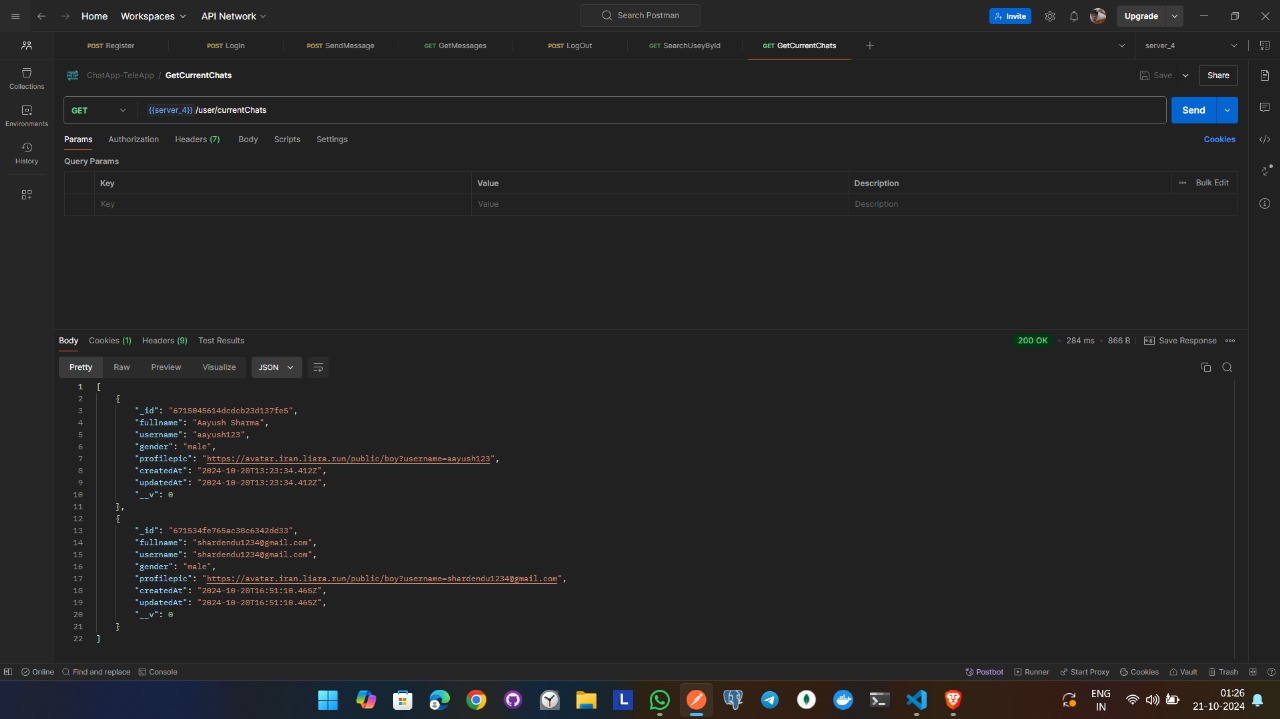 Home Workspaces API Network Search Postman Invite Upgrade
POST Register POST LogIn POST SendMessage GET GetMessages POST LogOut GET SearchUseyById GET GetCurrentChats server_4
Collections
Environments
History
ChatApp-TeleApp / GetCurrentChats Save Share
GET {{server_4}} /user/currentChats Send
Params Authorization Headers (7) Body Scripts Settings Cookies
Query Params
Key Value Description Bulk Edit
Key Value Description
Body Cookies (1) Headers (9) Test Results 200 OK 284 ms 866 B Save Response
Pretty Raw Preview Visualize JSON
1 [
2 {
3 "_id": "6715045614dcdcb23d137fe5",
4 "fullname": "Aayush Sharma",
5 "username": "aayush123",
6 "gender": "male",
7 "profilepic": "https://avatar.iran.liara.run/public/boy?username=aayush123",
8 "createdAt": "2024-10-20T13:23:34.412Z",
9 "updatedAt": "2024-10-20T13:23:34.412Z",
10 "__v": 0
11 },
12 {
13 "_id": "671534fe765ac38c6342dd33",
14 "fullname": "shardendu1234@gmail.com",
15 "username": "shardendu1234@gmail.com",
16 "gender": "male",
17 "profilepic": "https://avatar.iran.liara.run/public/boy?username=shardendu1234@gmail.com",
18 "createdAt": "2024-10-20T16:51:10.465Z",
19 "updatedAt": "2024-10-20T16:51:10.465Z",
20 "__v": 0
21 }
22 ]
Online Find and replace Console Postbot Runner Start Proxy Cookies Vault Trash
ENG 01:26
IN 21-10-2024